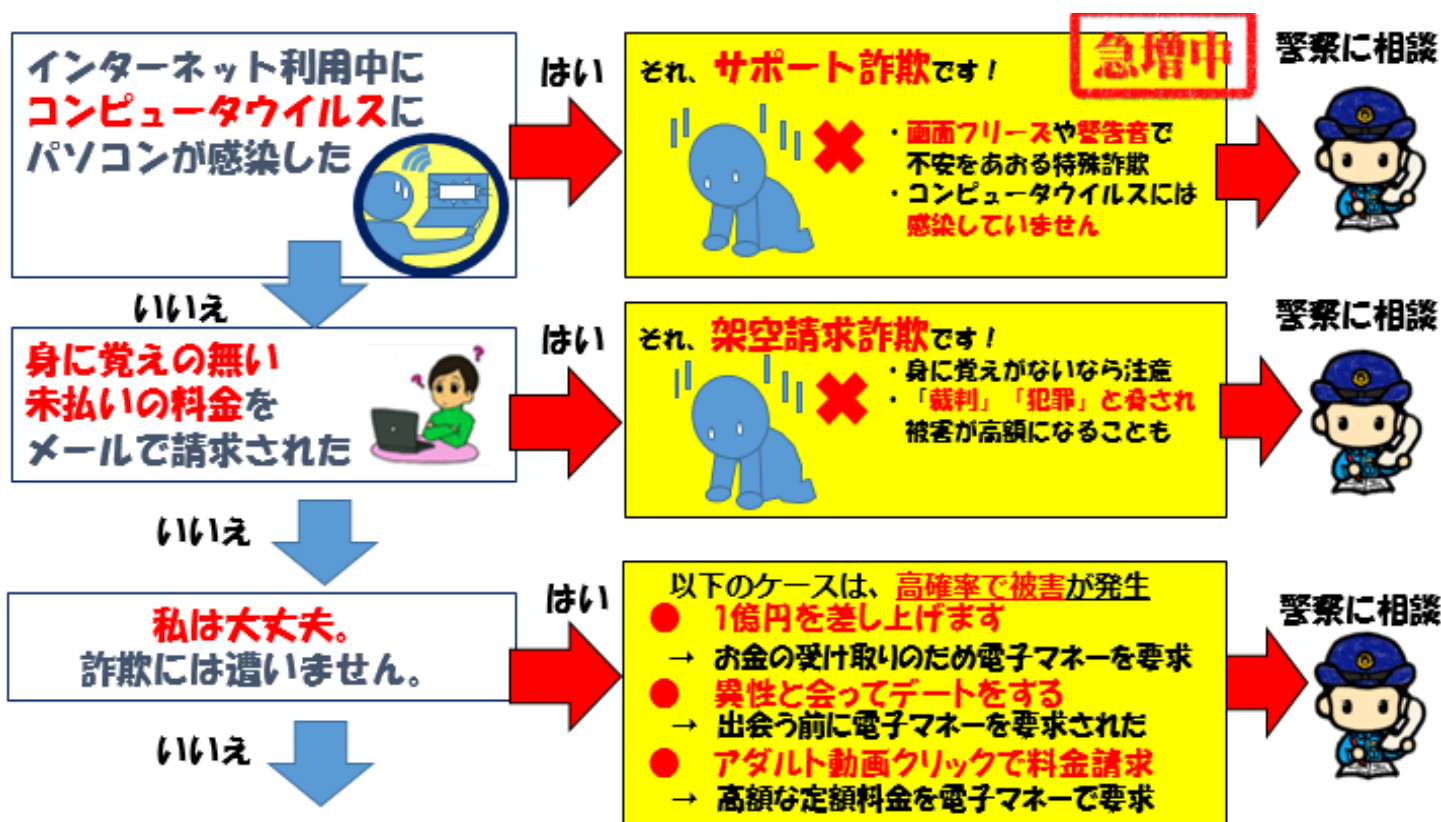 インターネット利用中に
コンピュータウイルスに
パソコンが感染した
はい
それ、サポート詐欺です！
急増中
・画面フリーズや警告音で
不安をあおる特殊詐欺
・コンピュータウイルスには
感染していません
警察に相談
いいえ
身に覚えの無い
未払いの料金を
メールで請求された
はい
それ、架空請求詐欺です！
・身に覚えがないなら注意
・「裁判」「犯罪」と脅され
被害が高額になることも
警察に相談
いいえ
私は大丈夫。
詐欺には遭いません。
はい
以下のケースは、高確率で被害が発生
● 1億円を差し上げます
→ お金の受け取りのため電子マネーを要求
● 異性と会ってデートをする
→ 出会う前に電子マネーを要求されだ
● アダルト動画クリックで料金請求
→ 高額な定額料金を電子マネーで要求
警察に相談
いいえ